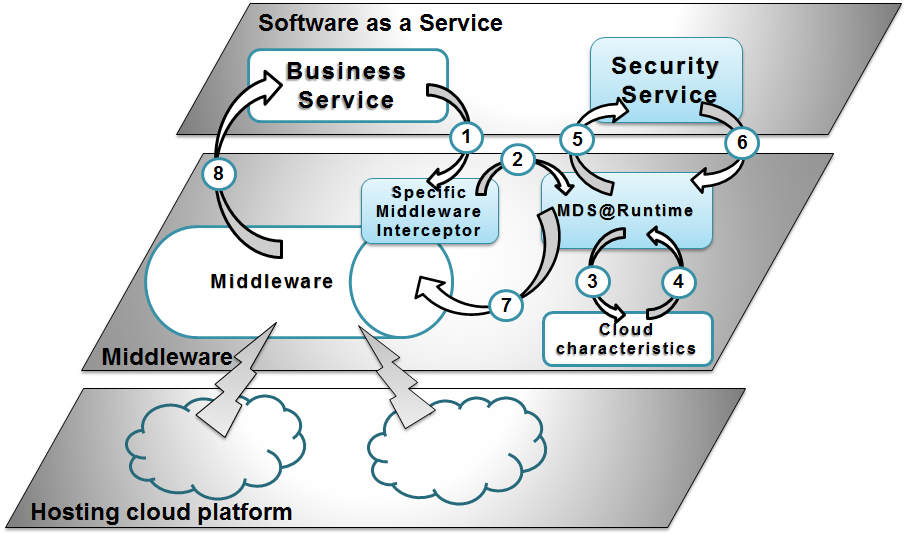 Software as a Service
Business
Service
Security
Service
1
2
5
6
8
Specific
Middleware
Interceptor
MDS@Runtime
Middleware
3
4
7
Cloud
characteristics
Middleware
Hosting cloud platform